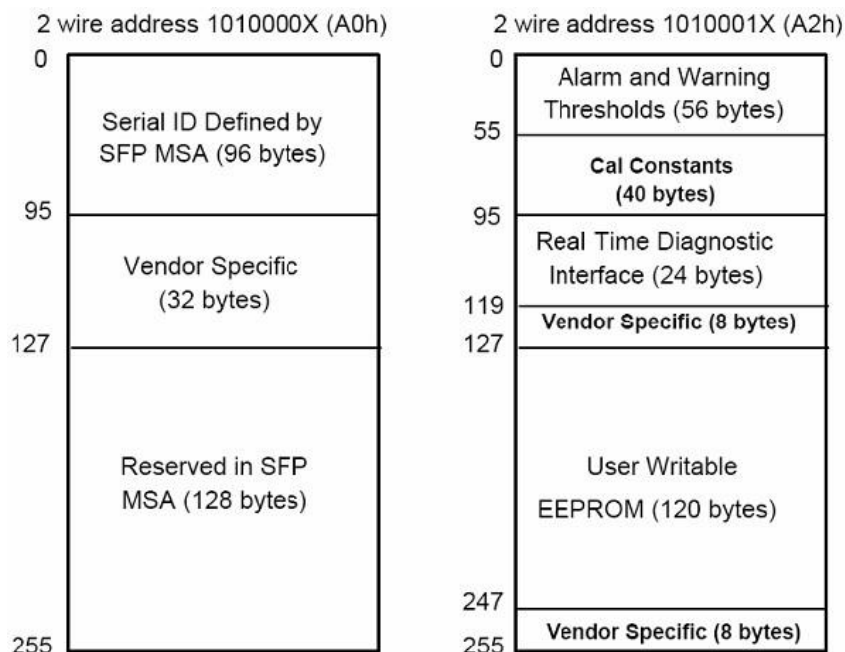 2 wire address 1010000X (A0h)
0
Serial ID Defined by
SFP MSA (96 bytes)
95
Vendor Specific
(32 bytes)
127
Reserved in SFP
MSA (128 bytes)
255
2 wire address 1010001X (A2h)
0
Alarm and Warning
Thresholds (56 bytes)
55
Cal Constants
(40 bytes)
95
Real Time Diagnostic
Interface (24 bytes)
119
Vendor Specific (8 bytes)
127
User Writable
EEPROM (120 bytes)
247
Vendor Specific (8 bytes)
255